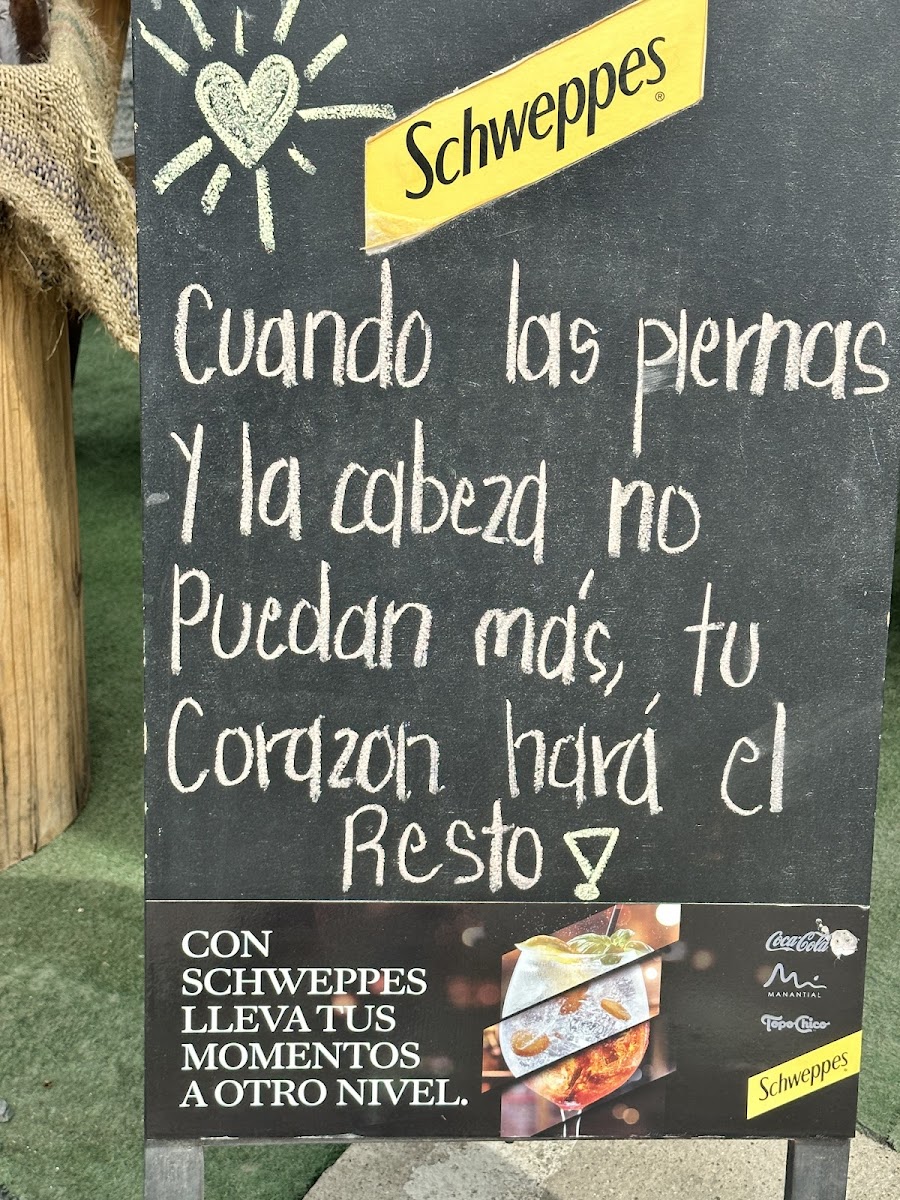 Schweppes®
Cuando las piernas
Y la cabeza no
Puedan más, tu
Corazon hará el
Resto!
CON
SCHWEPPES
LLEVA TUS
MOMENTOS
A OTRO NIVEL.
Coca-Cola
Mi
MANANTIAL
Topo Chico
Schweppes